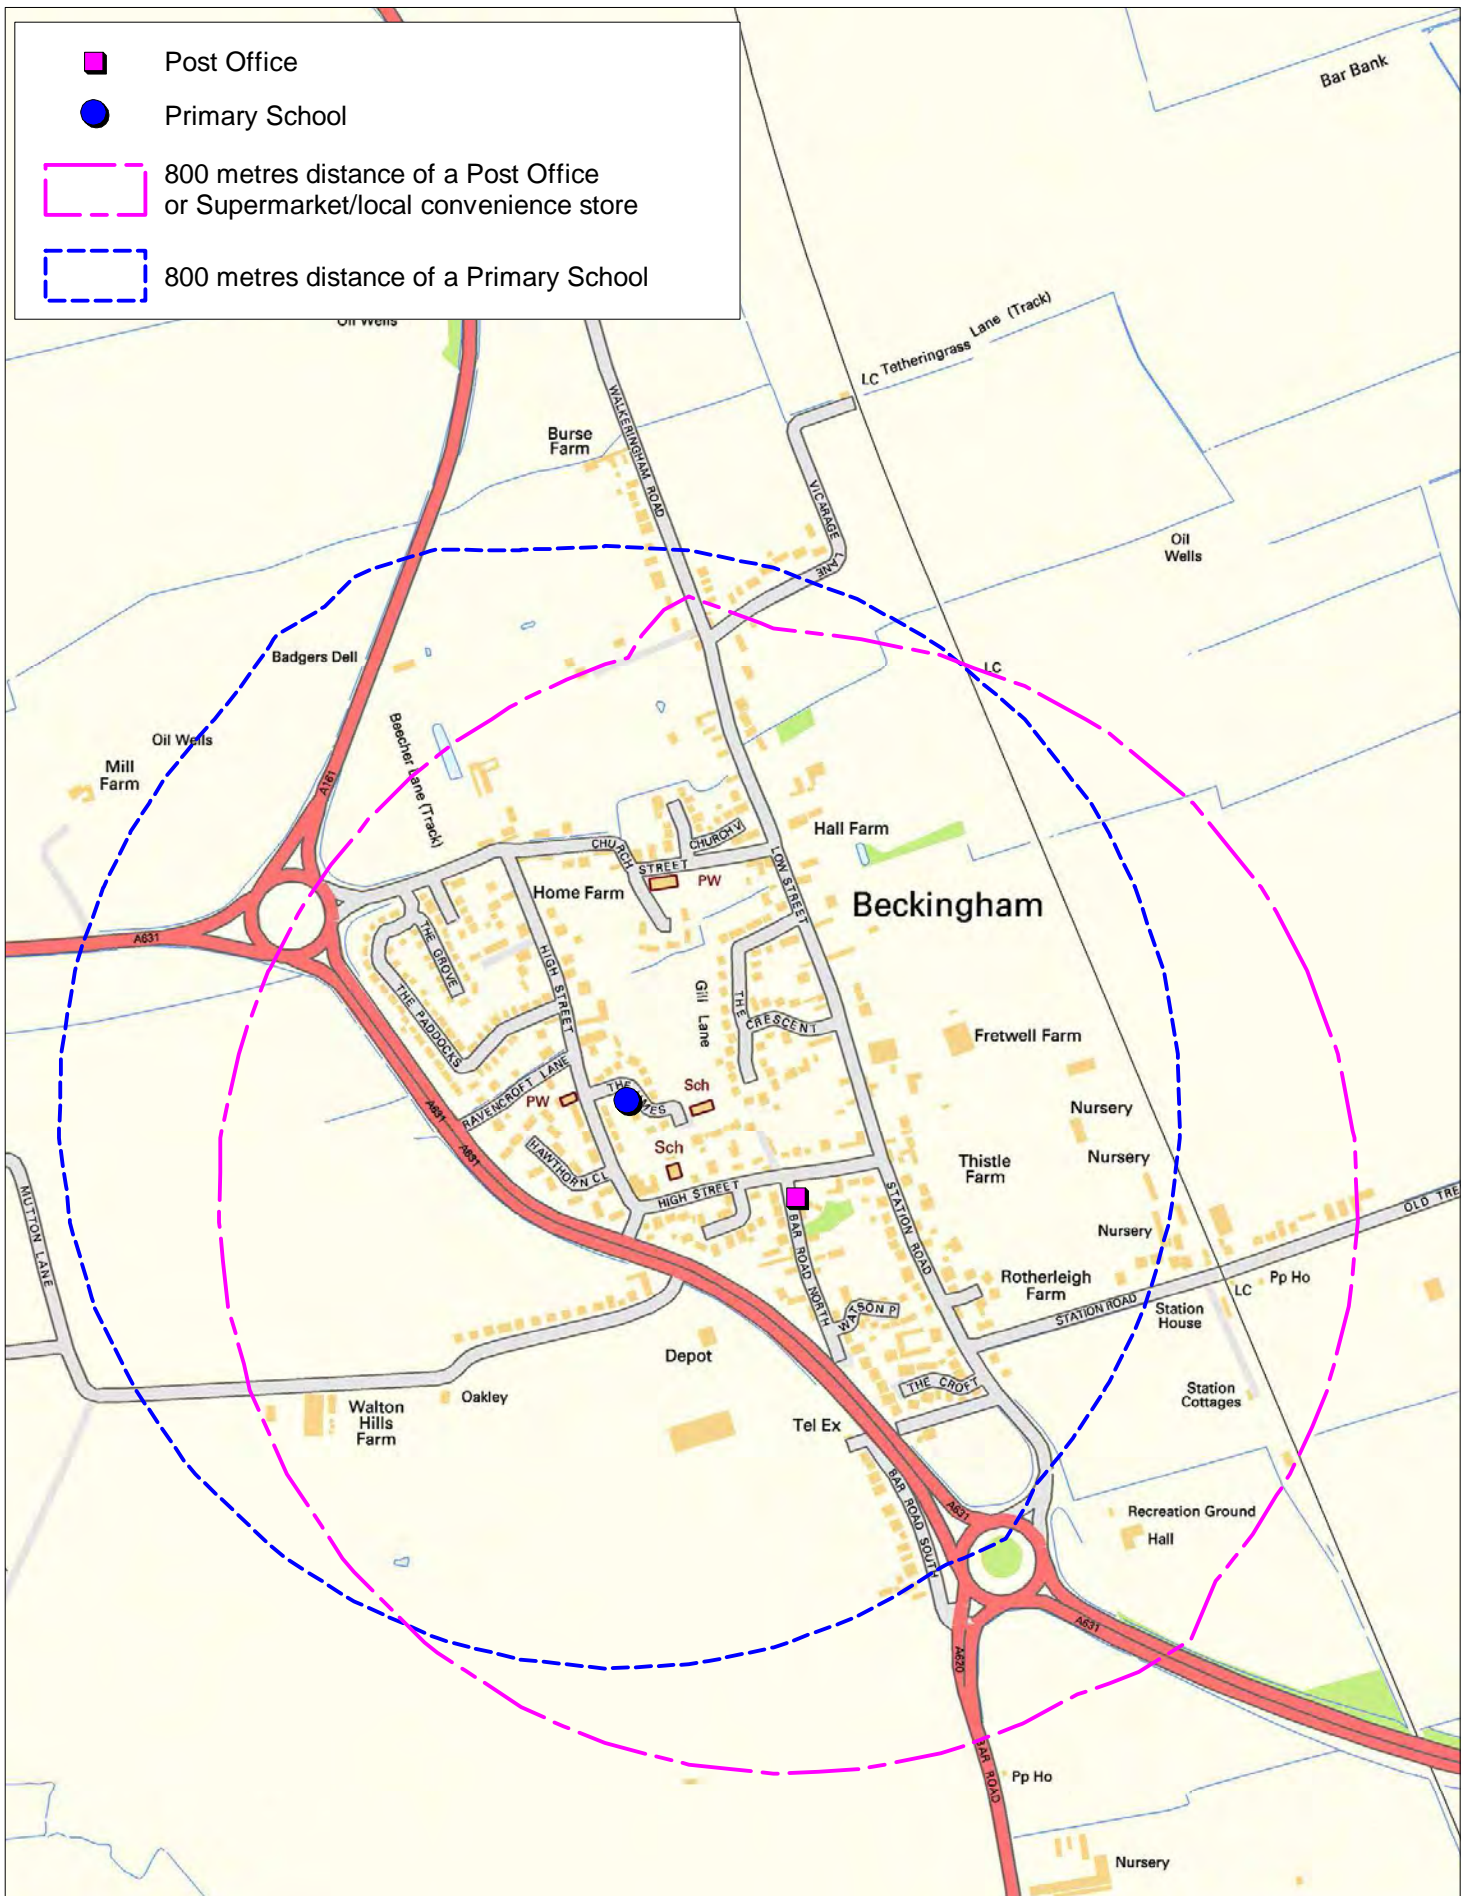 Post Office
Primary School
800 metres distance of a Post Office
or Supermarket/local convenience store
800 metres distance of a Primary School
Bar Bank
Oil Wells
LC
Tetheringrass
Lane (Track)
WALKERINGHAM ROAD
Burse
Farm
VICARAGE LANE
Oil
Wells
Badgers Dell
LC
Oil Wells
Beecher Lane (Track)
Mill
Farm
A161
Hall Farm
CHURCH V
CHURCH
STREET
LOW STREET
PW
Home Farm
Beckingham
A631
THE GROVE
HIGH STREET
THE PADDOCKS
Gill Lane
THE
CRESCENT
Fretwell Farm
RAVENCROFT LANE
THE
MES
Sch
PW
A631
Nursery
A631
HAWTHORN CL
Sch
Thistle
Farm
Nursery
MUTTON LANE
HIGH STREET
STATION ROAD
OLD TRE
BAR ROAD NORTH
Nursery
Rotherleigh
Farm
Pp Ho
LC
WATSON P
STATION ROAD
Station
House
Depot
THE CROFT
Station
Cottages
Oakley
Walton
Hills
Farm
Tel Ex
BAR ROAD SOUTH
A631
Recreation Ground
Hall
A631
A620
BAR ROAD
Pp Ho
Nursery